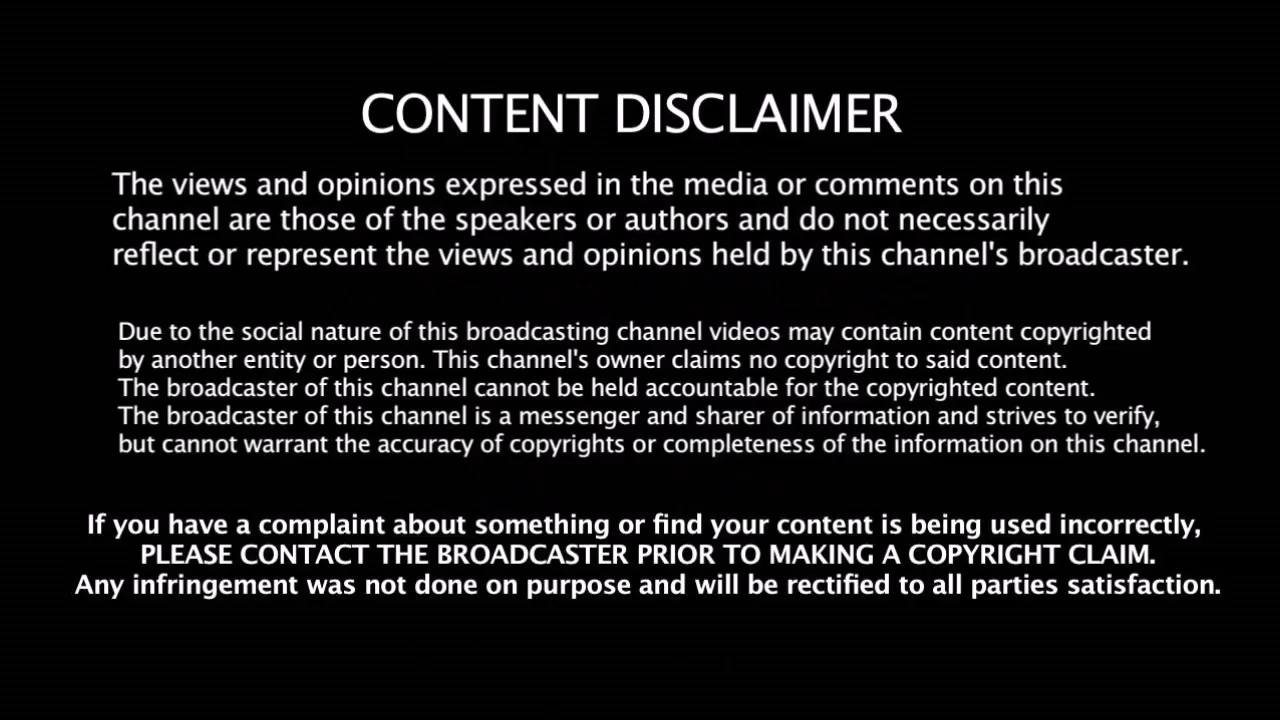 CONTENT DISCLAIMER
The views and opinions expressed in the media or comments on this
channel are those of the speakers or authors and do not necessarily
reflect or represent the views and opinions held by this channel's broadcaster.
Due to the social nature of this broadcasting channel videos may contain content copyrighted
by another entity or person. This channel's owner claims no copyright to said content.
The broadcaster of this channel cannot be held accountable for the copyrighted content.
The broadcaster of this channel is a messenger and sharer of information and strives to verify,
but cannot warrant the accuracy of copyrights or completeness of the information on this channel.
If you have a complaint about something or find your content is being used incorrectly,
PLEASE CONTACT THE BROADCASTER PRIOR TO MAKING A COPYRIGHT CLAIM.
Any infringement was not done on purpose and will be rectified to all parties satisfaction.